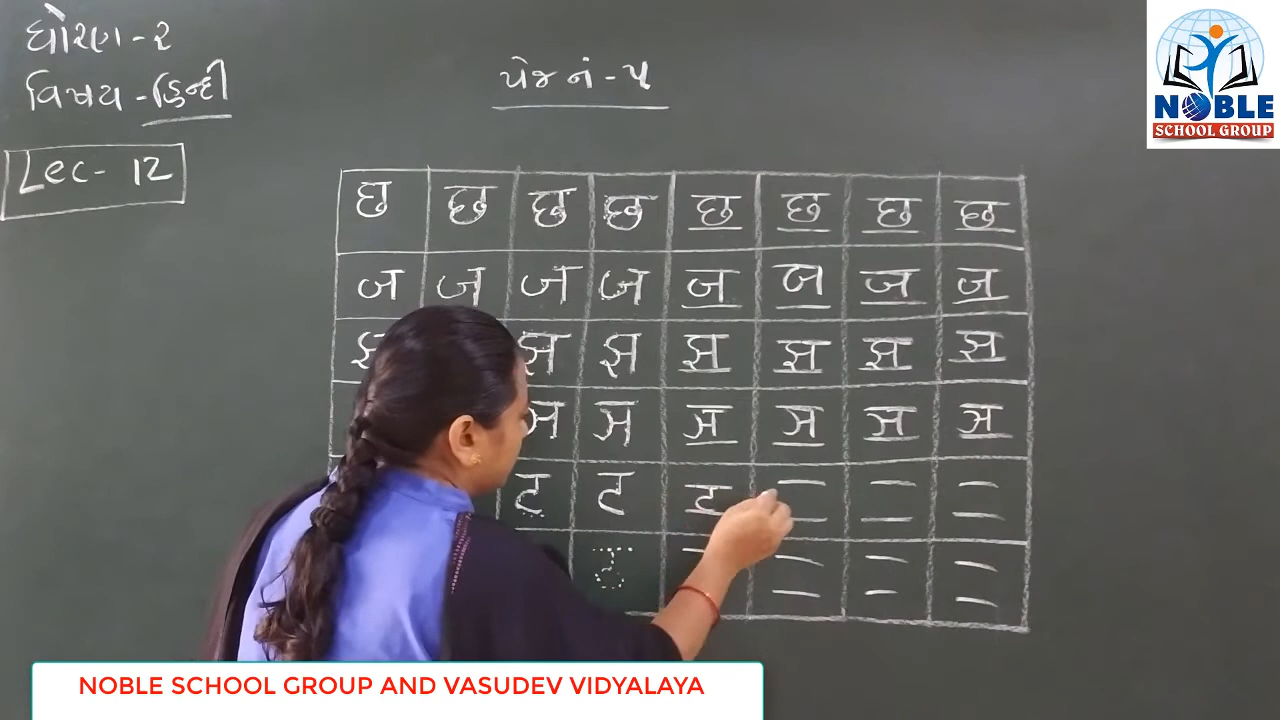 ધોરણ - ૨
વિષય - હિન્દી
Lec - 12
પેજ નં - ૫
NOBLE
SCHOOL GROUP
छ छ छ छ छ छ छ छ
ज ज ज ज ज ज ज ज
झ झ झ झ झ झ झ
ञ ञ ञ ञ ञ ञ
ट ट ट
ठ
NOBLE SCHOOL GROUP AND VASUDEV VIDYALAYA